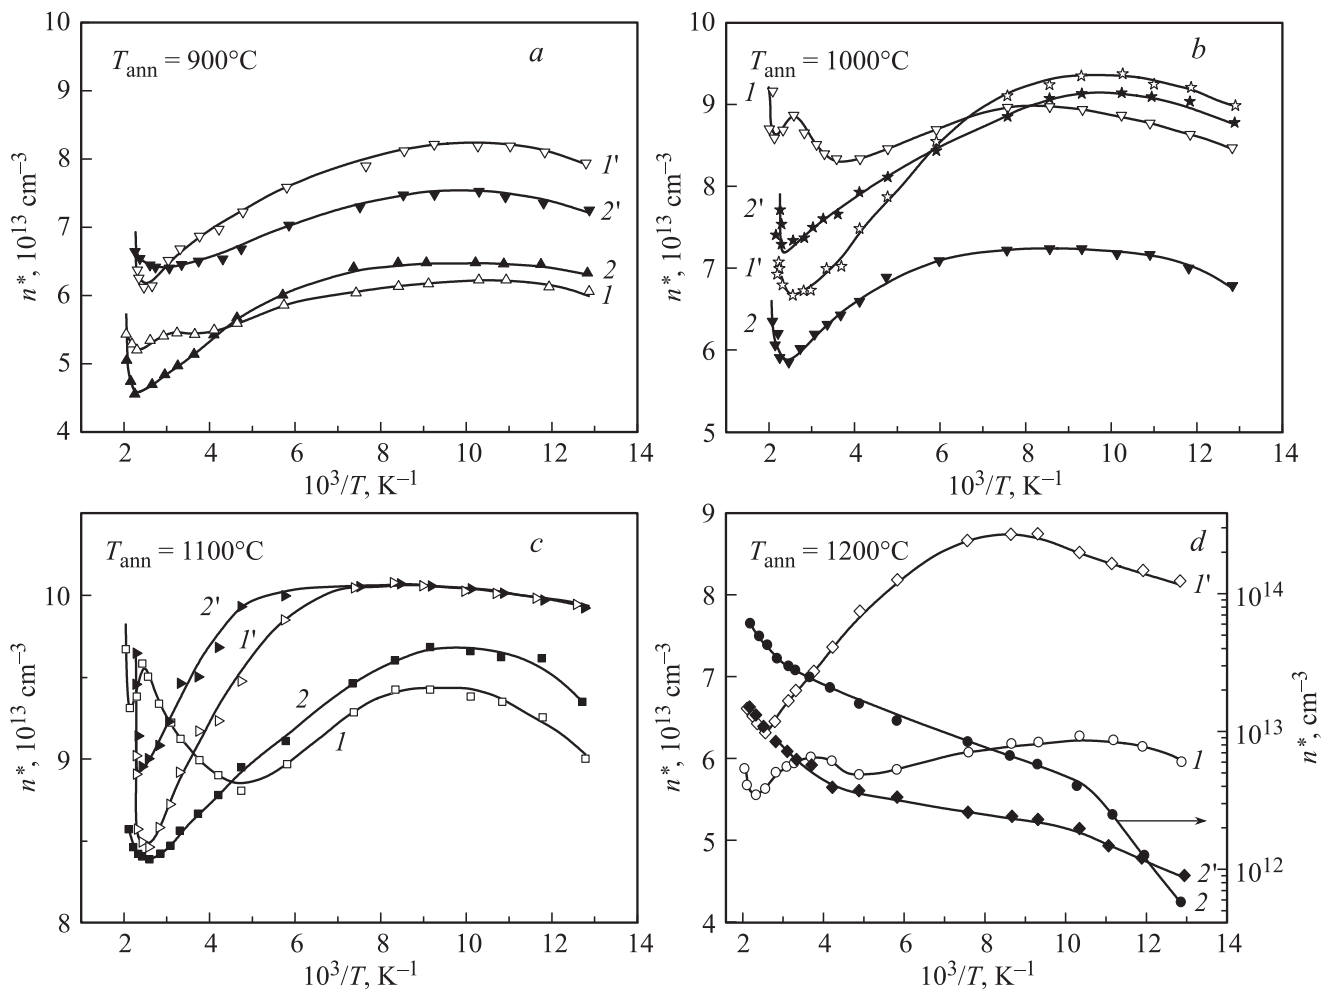 10
9
8
7
6
5
4
n*, 10^13 cm^–3
T_ann = 900°C
a
1'
2'
2
1
2 4 6 8 10 12 14
10^3/T, K^–1
10
9
8
7
6
5
n*, 10^13 cm^–3
T_ann = 1000°C
b
1
2'
1'
2
2 4 6 8 10 12 14
10^3/T, K^–1
10
9
8
n*, 10^13 cm^–3
T_ann = 1100°C
c
2'
1'
2
1
2 4 6 8 10 12 14
10^3/T, K^–1
9
8
7
6
5
4
n*, 10^13 cm^–3
T_ann = 1200°C
d
1'
1
2'
2
10^14
10^13
10^12
n*, cm^–3
2 4 6 8 10 12 14
10^3/T, K^–1